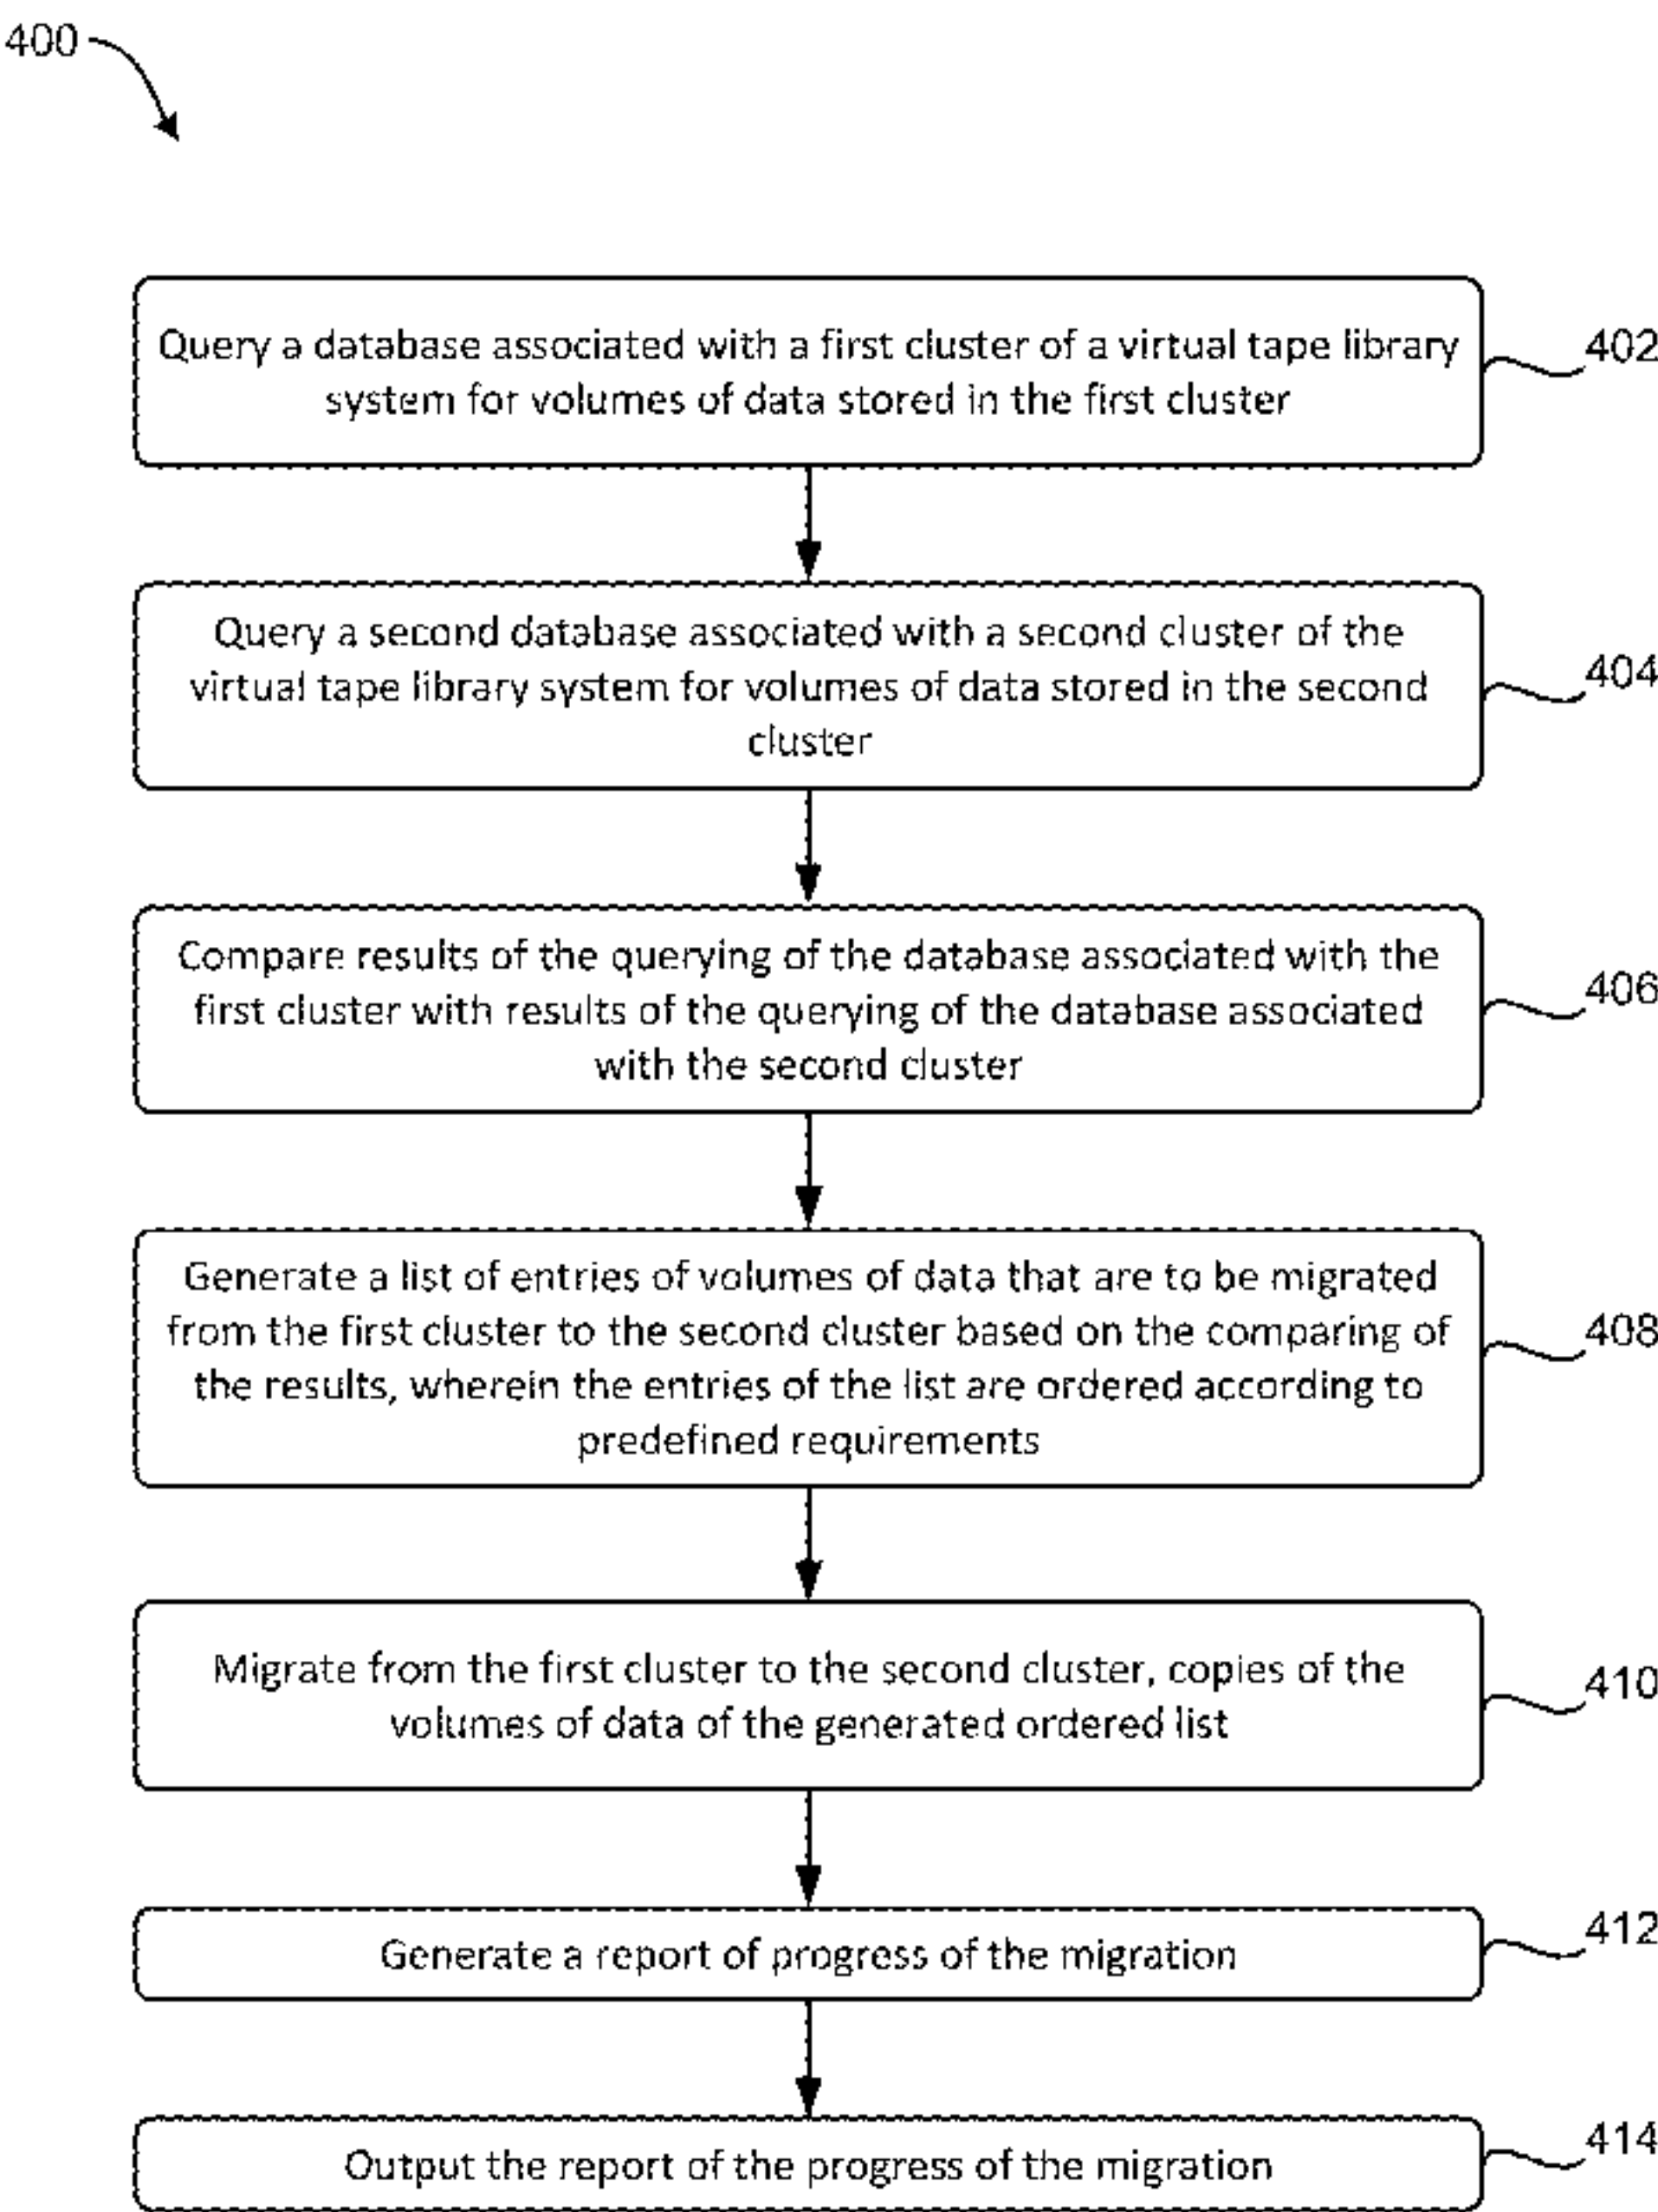 400
Query a database associated with a first cluster of a virtual tape library
system for volumes of data stored in the first cluster
402
Query a second database associated with a second cluster of the
virtual tape library system for volumes of data stored in the second
cluster
404
Compare results of the querying of the database associated with the
first cluster with results of the querying of the database associated
with the second cluster
406
Generate a list of entries of volumes of data that are to be migrated
from the first cluster to the second cluster based on the comparing of
the results, wherein the entries of the list are ordered according to
predefined requirements
408
Migrate from the first cluster to the second cluster, copies of the
volumes of data of the generated ordered list
410
Generate a report of progress of the migration
412
Output the report of the progress of the migration
414